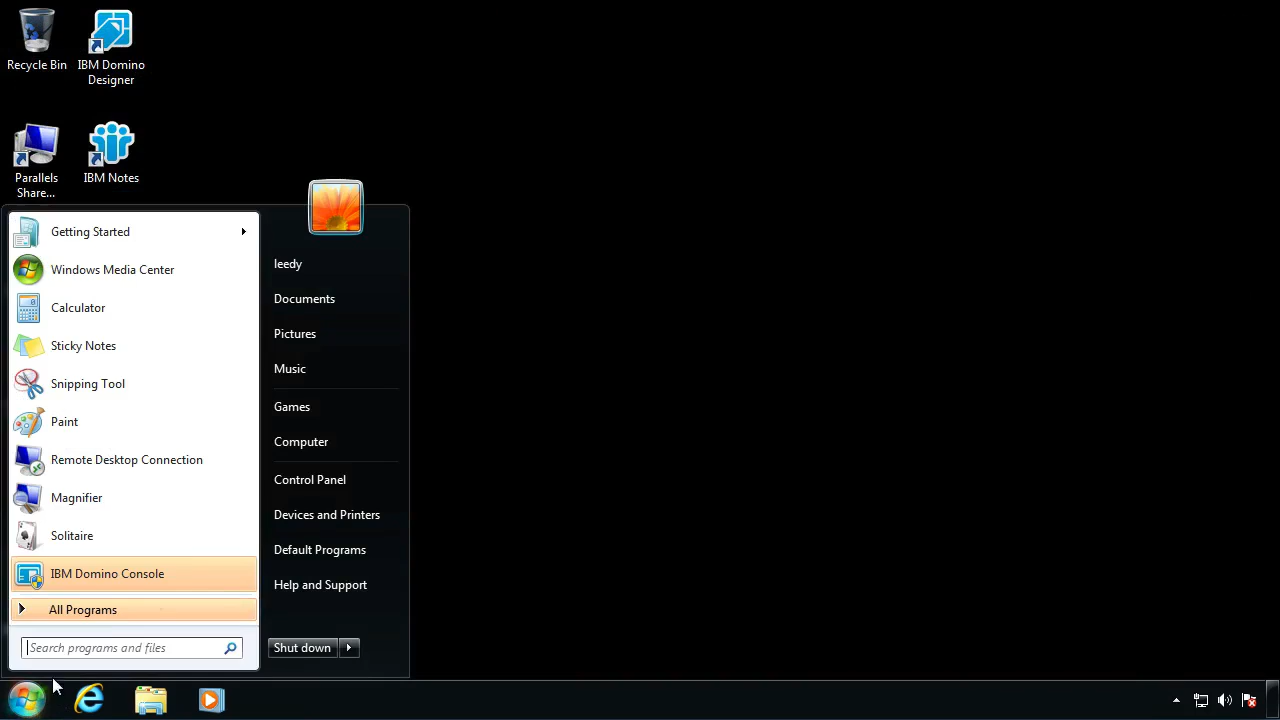 Recycle Bin
IBM Domino
Designer
Parallels
Share...
IBM Notes
Getting Started
Windows Media Center
Calculator
Sticky Notes
Snipping Tool
Paint
Remote Desktop Connection
Magnifier
Solitaire
IBM Domino Console
All Programs
Search programs and files
leedy
Documents
Pictures
Music
Games
Computer
Control Panel
Devices and Printers
Default Programs
Help and Support
Shut down